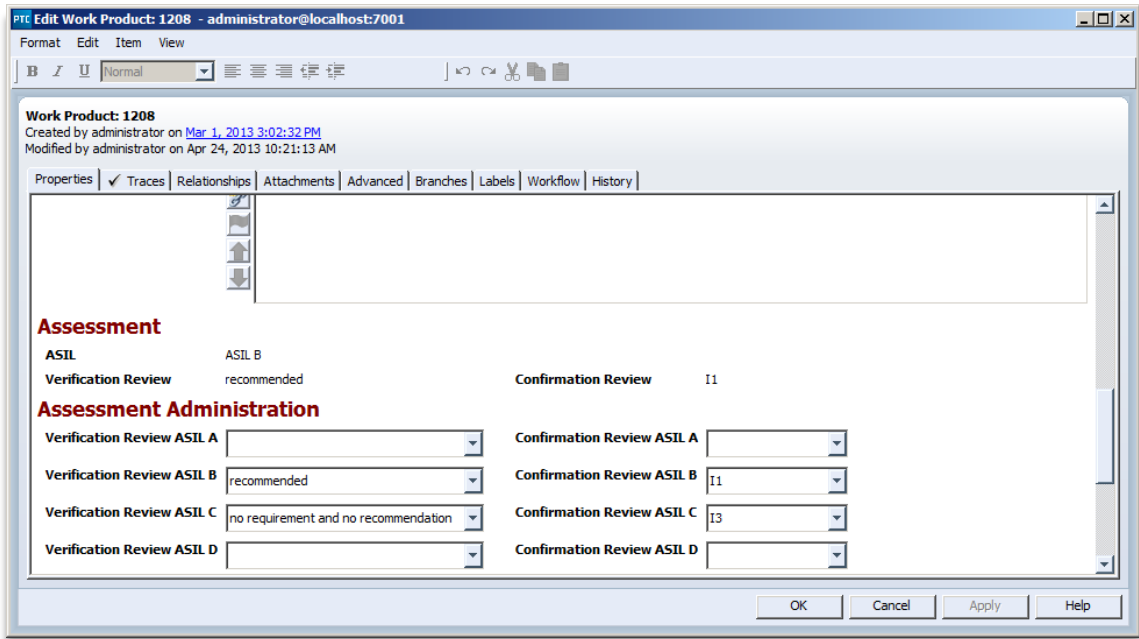 PTC Edit Work Product: 1208 - administrator@localhost:7001
Format Edit Item View
B I U Normal
Work Product: 1208
Created by administrator on Mar 1, 2013 3:02:32 PM
Modified by administrator on Apr 24, 2013 10:21:13 AM
Properties Traces Relationships Attachments Advanced Branches Labels Workflow History
Assessment
ASIL ASIL B
Verification Review recommended Confirmation Review I1
Assessment Administration
Verification Review ASIL A Confirmation Review ASIL A
Verification Review ASIL B recommended Confirmation Review ASIL B I1
Verification Review ASIL C no requirement and no recommendation Confirmation Review ASIL C I3
Verification Review ASIL D Confirmation Review ASIL D
OK Cancel Apply Help